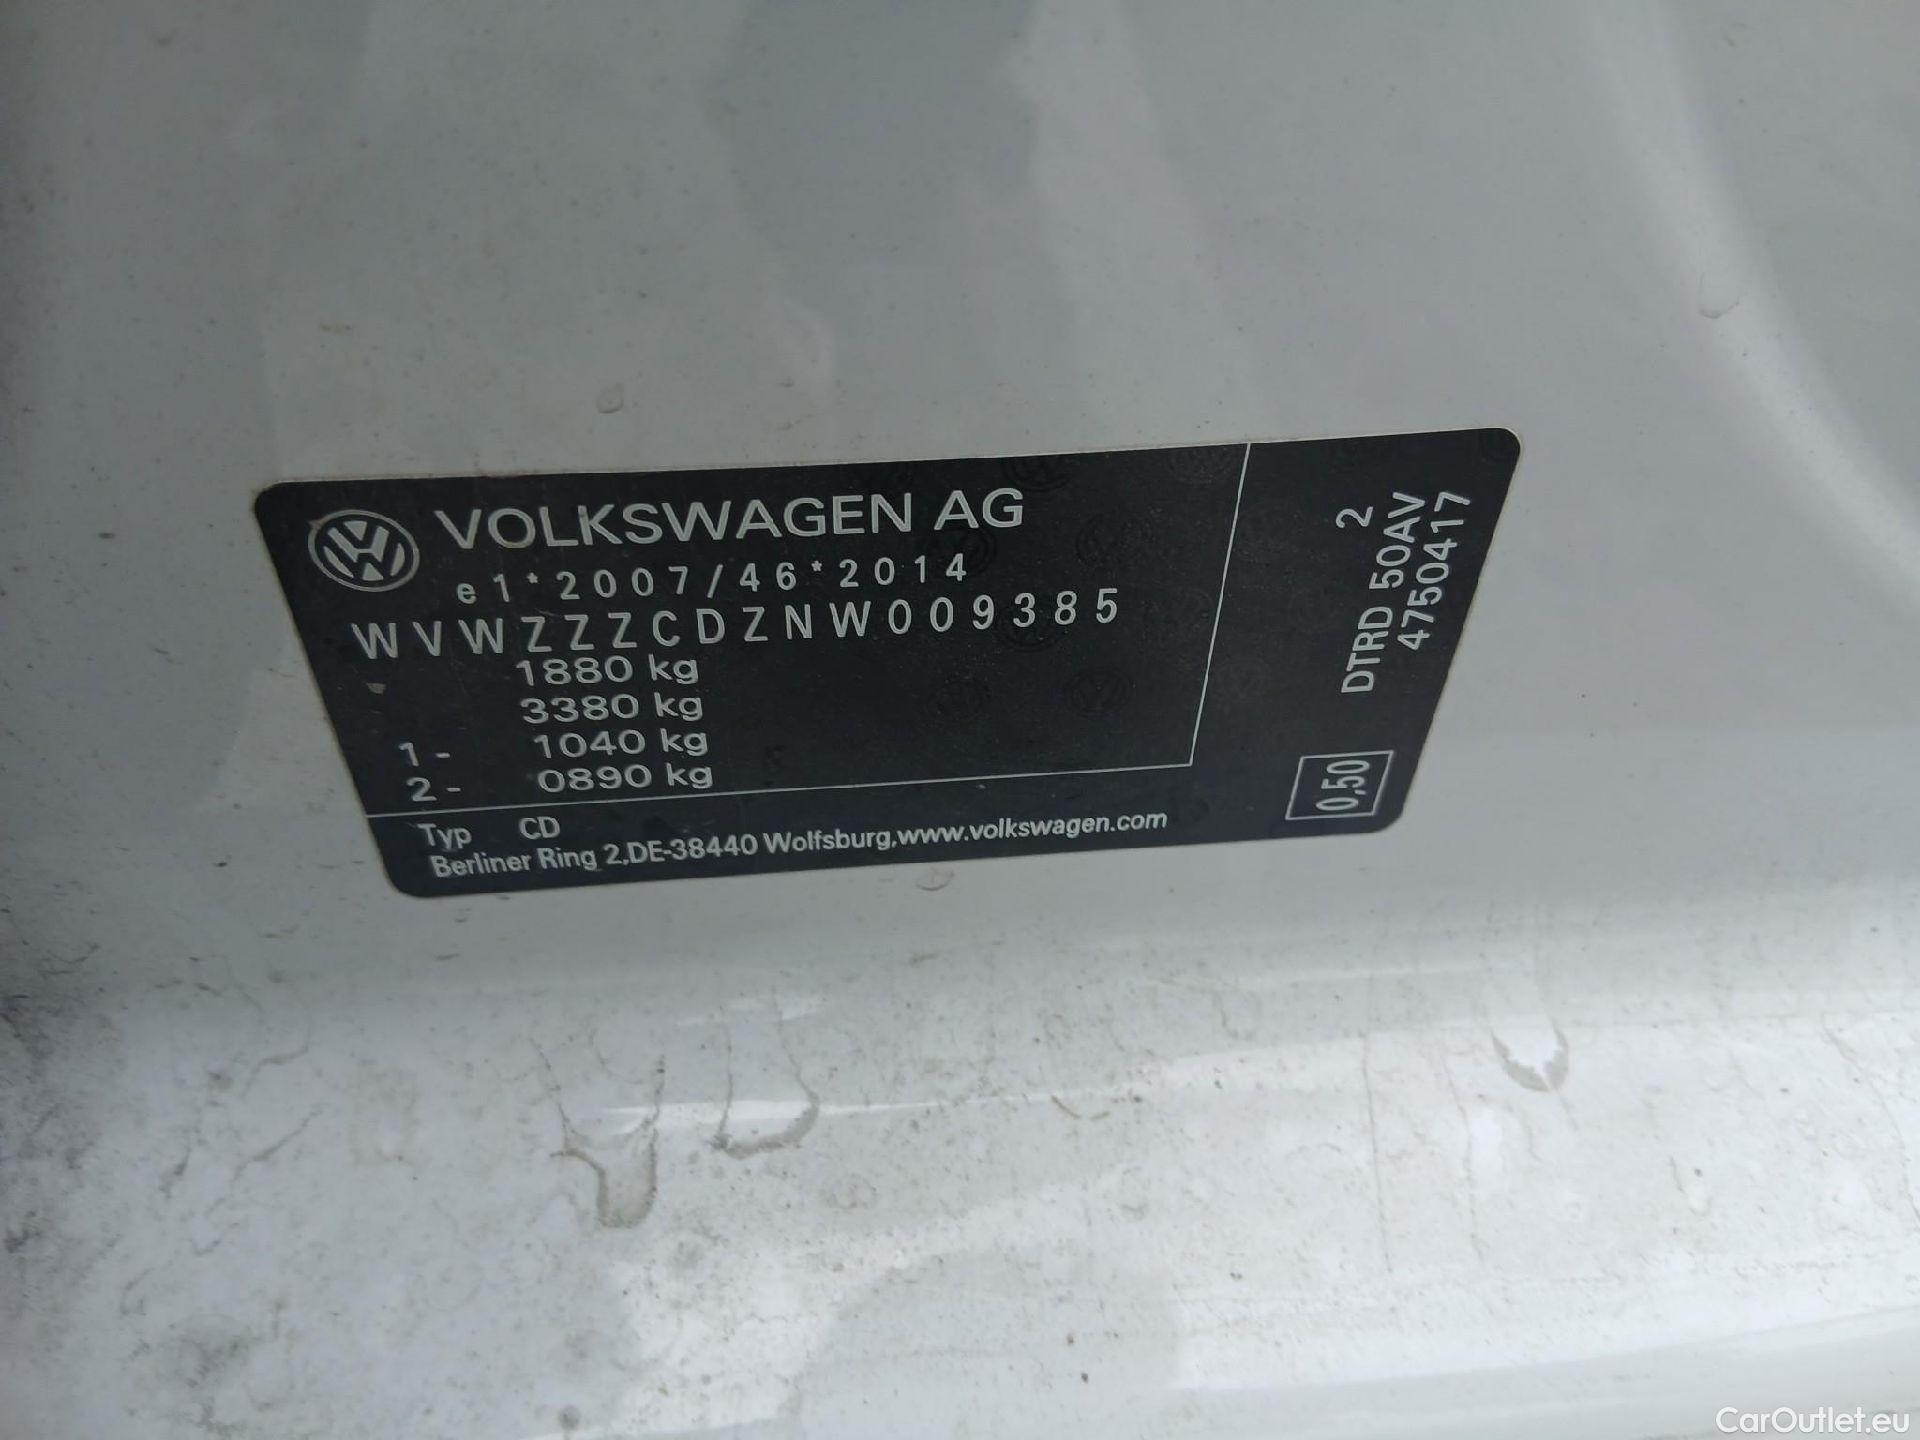 VOLKSWAGEN AG
e1*2007/46*2014
WVWZZZCDZNW009385
1880 kg
3380 kg
1- 1040 kg
2- 0890 kg
Typ CD
Berliner Ring 2,DE-38440 Wolfsburg,www.volkswagen.com
2
DTRD 50AV
4750417
0,50
CarOutlet.eu